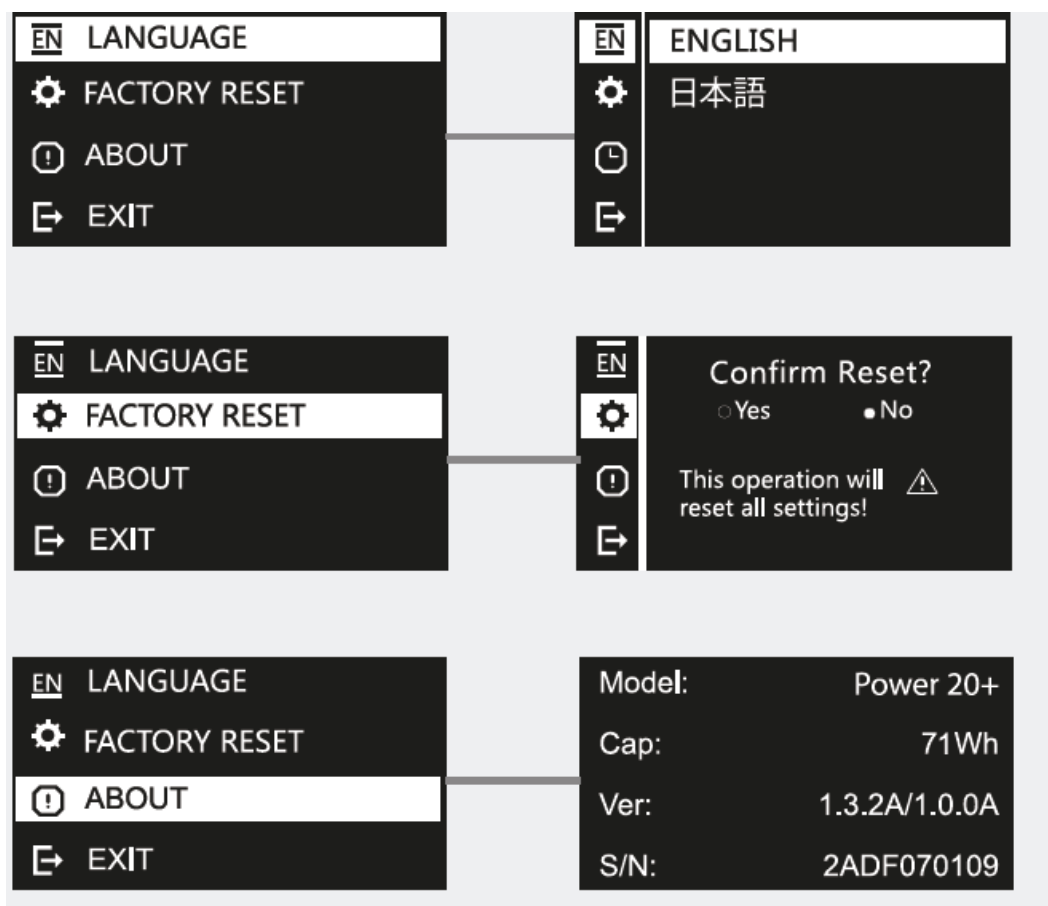 EN LANGUAGE
FACTORY RESET
ABOUT
EXIT
EN ENGLISH
日本語
EN LANGUAGE
FACTORY RESET
ABOUT
EXIT
EN
Confirm Reset?
Yes No
This operation will
reset all settings!
EN LANGUAGE
FACTORY RESET
ABOUT
EXIT
Model: Power 20+
Cap: 71Wh
Ver: 1.3.2A/1.0.0A
S/N: 2ADF070109